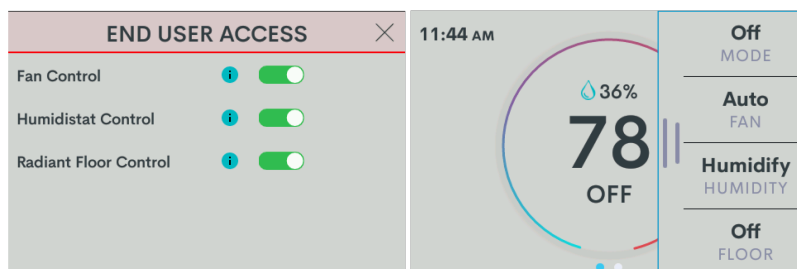 END USER ACCESS
Fan Control
Humidistat Control
Radiant Floor Control
11:44 AM
36%
78
OFF
Off
MODE
Auto
FAN
Humidify
HUMIDITY
Off
FLOOR